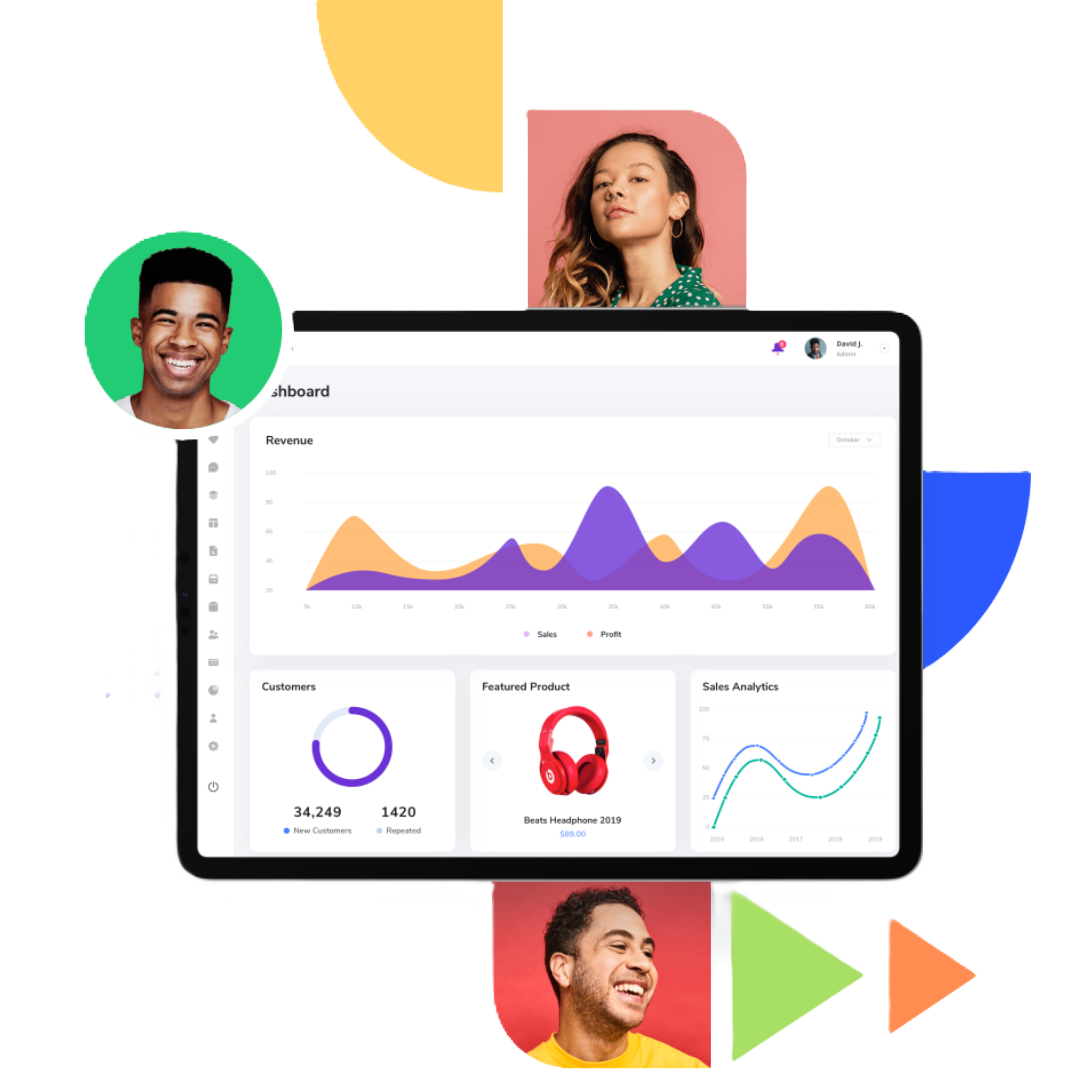 David J.
Admin
shboard
Revenue
October
100
80
60
40
20
5k 10k 15k 20k 25k 30k 35k 40k 45k 50k 55k 60k
Sales Profit
Customers
34,249 1420
New Customers Repeated
Featured Product
Beats Headphone 2019
$89.00
Sales Analytics
100
75
50
25
0
2015 2016 2017 2018 2019